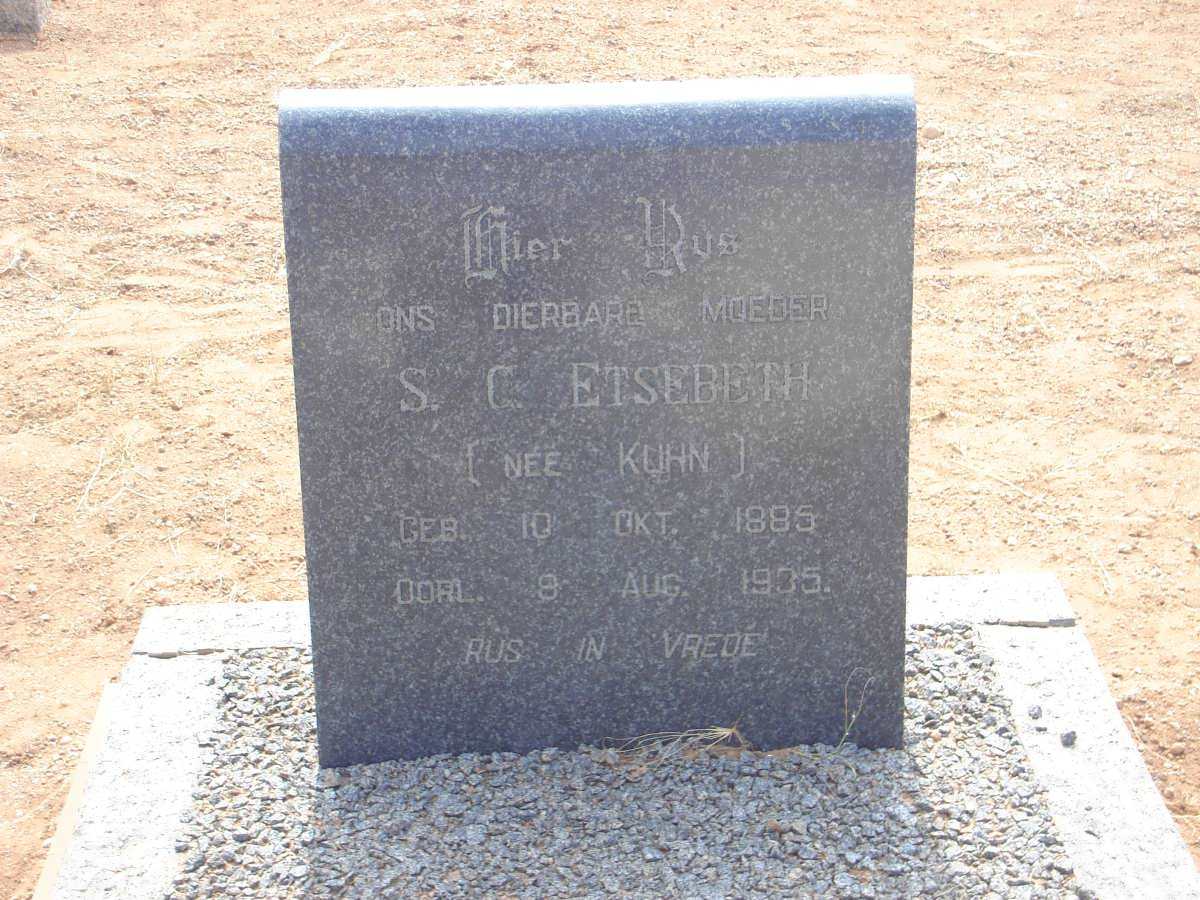 Hier Rus
ONS DIERBARE MOEDER
S. C. ETSEBETH
( NEE KUHN )
GEB. 10 OKT. 1885
OORL. 8 AUG. 1935.
RUS IN VREDE